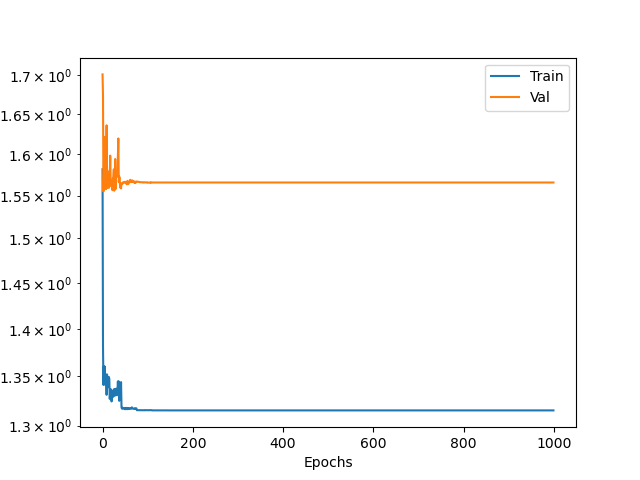 1.7 × 10⁰
1.65 × 10⁰
1.6 × 10⁰
1.55 × 10⁰
1.5 × 10⁰
1.45 × 10⁰
1.4 × 10⁰
1.35 × 10⁰
1.3 × 10⁰
Train
Val
0 200 400 600 800 1000
Epochs